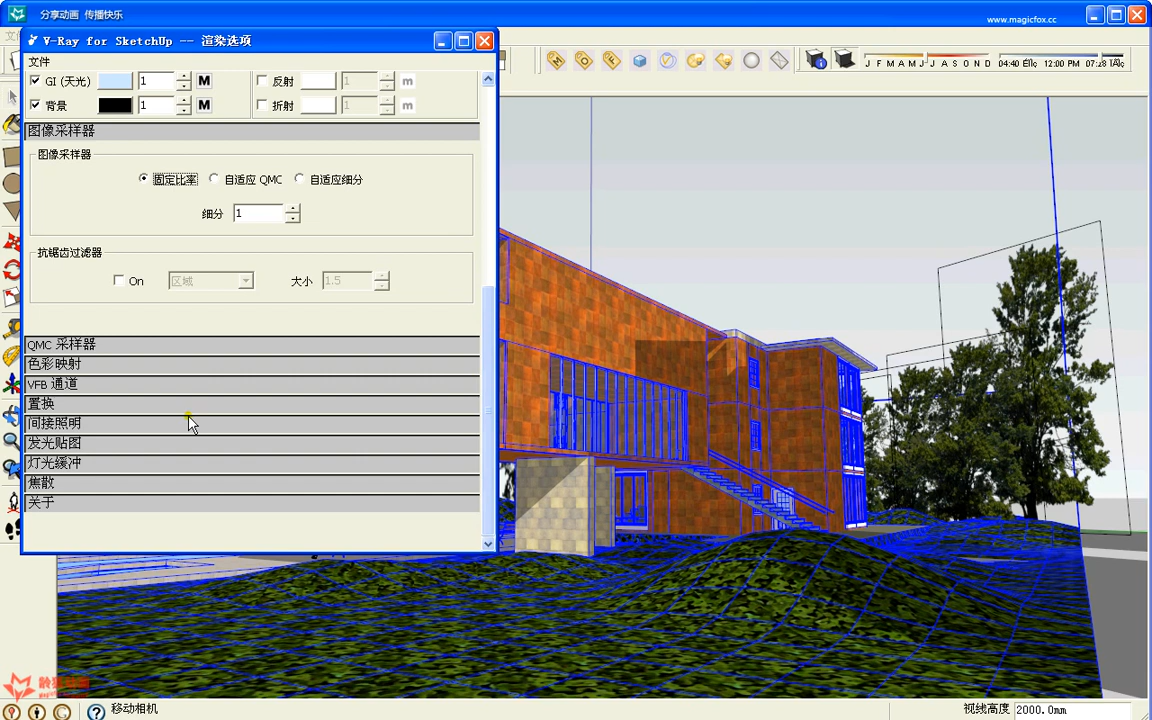 分享动画 传播快乐
www.magicfox.cc
V-Ray for SketchUp -- 渲染选项
文件
GI (天光) 1 M 反射 1 m
背景 1 M 折射 1 m
J F M A M J J A S O N D
12:00 PM
图像采样器
图像采样器
固定比率 自适应 QMC 自适应细分
细分 1
抗锯齿过滤器
On 区域 大小 1.5
QMC 采样器
色彩映射
VFB 通道
置换
间接照明
发光贴图
灯光缓冲
焦散
关于
移动相机
视线高度 2000.0mm